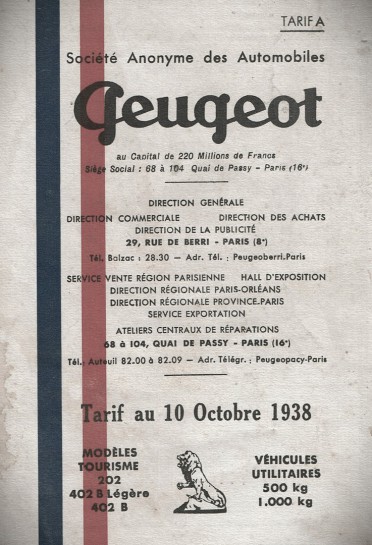 TARIF A
Société Anonyme des Automobiles
Peugeot
au Capital de 220 Millions de Francs
Siège Social : 68 à 104 Quai de Passy - Paris (16e)
DIRECTION GENÉRALE
DIRECTION COMMERCIALE DIRECTION DES ACHATS
DIRECTION DE LA PUBLICITÉ
29, RUE DE BERRI - PARIS (8e)
Tél. Balzac : 28.30 — Adr. Tél. : Peugeoberri.Paris
SERVICE VENTE RÉGION PARISIENNE HALL D'EXPOSITION
DIRECTION RÉGIONALE PARIS-ORLÉANS
DIRECTION RÉGIONALE PROVINCE-PARIS
SERVICE EXPORTATION
ATELIERS CENTRAUX DE RÉPARATIONS
68 à 104, QUAI DE PASSY - PARIS (16e)
Tél. Auteuil 82.00 à 82.09 — Adr. Télégr. : Peugeopacy-Paris
Tarif au 10 Octobre 1938
MODÈLES
TOURISME
202
402 B Légère
402 B
VÉHICULES
UTILITAIRES
500 kg
1.000 kg